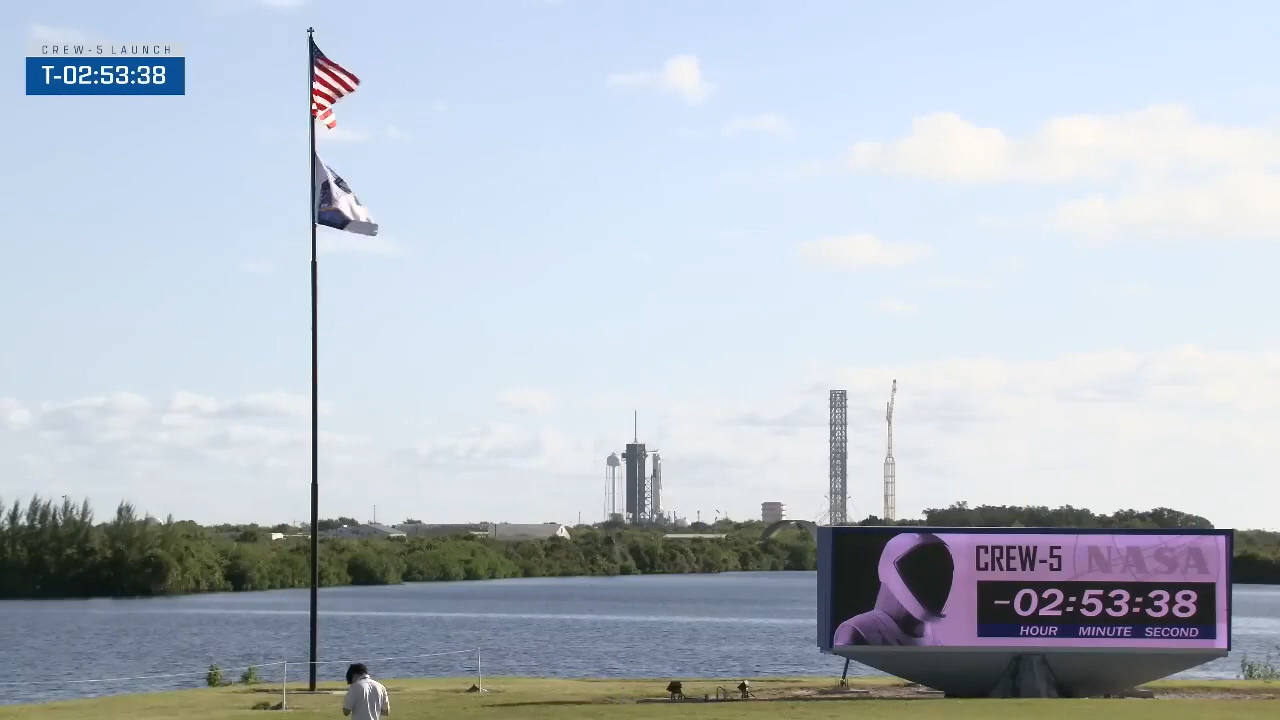 CREW-5 LAUNCH
T-02:53:38
CREW-5 NASA
-02:53:38
HOUR MINUTE SECOND